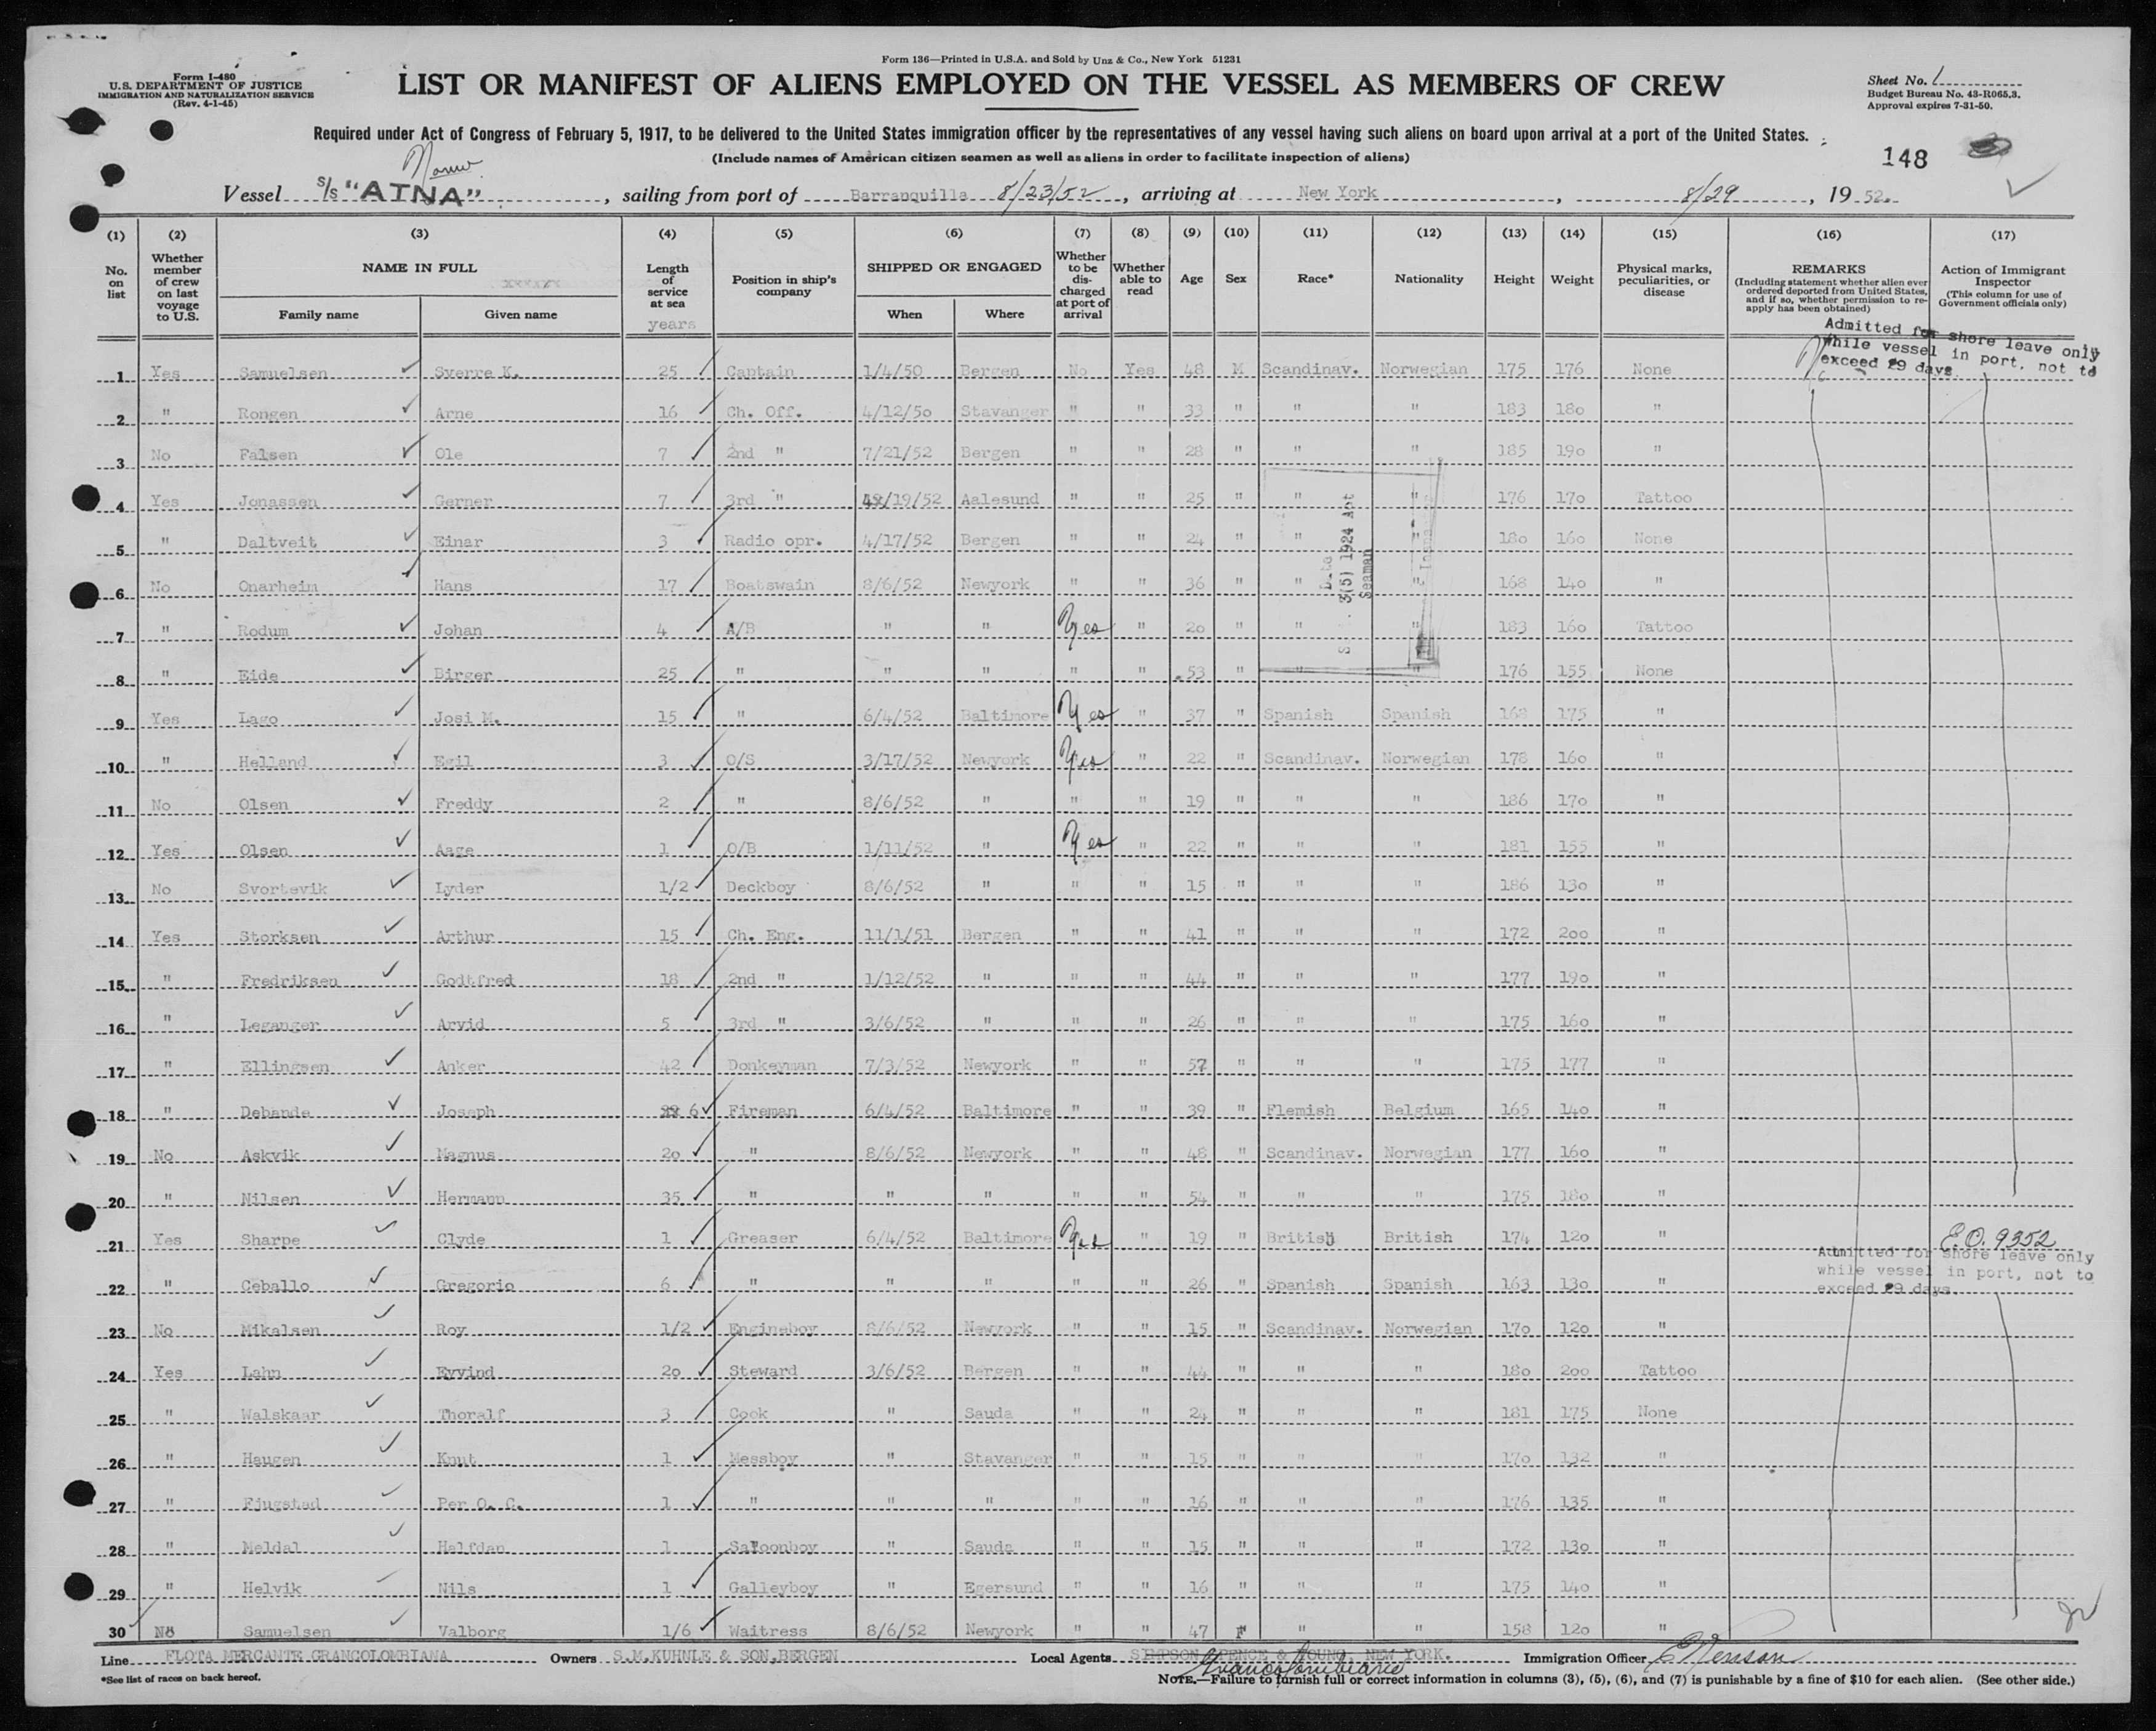 Form 136—Printed in U.S.A. and Sold by Unz & Co., New York 51231
Form I-480
U.S. DEPARTMENT OF JUSTICE
IMMIGRATION AND NATURALIZATION SERVICE
(Rev. 4-1-45)
LIST OR MANIFEST OF ALIENS EMPLOYED ON THE VESSEL AS MEMBERS OF CREW
Sheet No. 1
Budget Bureau No. 43-R065.3.
Approval expires 7-31-50.
Required under Act of Congress of February 5, 1917, to be delivered to the United States immigration officer by the representatives of any vessel having such aliens on board upon arrival at a port of the United States.
(Include names of American citizen seamen as well as aliens in order to facilitate inspection of aliens)
148
Vessel S/S "AINA", sailing from port of Barranquilla 8/23/52, arriving at New York, 8/29, 19 52.
(1) (2) (3) (4) (5) (6) (7) (8) (9) (10) (11) (12) (13) (14) (15) (16) (17)
No. on list
Whether member of crew on last voyage to U.S.
NAME IN FULL
Family name Given name
Length of service at sea
years
Position in ship's company
SHIPPED OR ENGAGED
When Where
Whether to be discharged at port of arrival
Whether able to read
Age
Sex
Race*
Nationality
Height
Weight
Physical marks, peculiarities, or disease
REMARKS
(Including statement whether alien ever ordered deported from United States, and if so, whether permission to reapply has been obtained)
Action of Immigrant Inspector
(This column for use of Government officials only)
Admitted for shore leave only
while vessel in port, not to
exceed 29 days
1 Yes Samuelsen Sverre K. 25 Captain 1/4/50 Bergen No Yes 48 M Scandinav. Norwegian 175 176 None
2 " Rongen Arne 16 Ch. Off. 4/12/50 Stavanger " " 33 " " " 183 180 "
3 No Falsen Ole 7 2nd " 7/21/52 Bergen " " 28 " " " 185 190 "
4 Yes Jonassen Gerner 7 3rd " /19/52 Aalesund " " 25 " " " 176 170 Tattoo
5 " Daltveit Einar 3 Radio opr. 4/17/52 Bergen " " 24 " " " 180 160 None
6 No Onarheim Hans 17 Boatswain 8/6/52 Newyork " " 36 " " " 168 140 "
7 " Rodum Johan 4 A/B " " Yes " 20 " " " 183 160 Tattoo
8 " Eide Birger 25 " " " " " 53 " " " 176 155 None
3(5) 1924 Act
Seaman
9 Yes Lago Josi M. 15 " 6/4/52 Baltimore Yes " 37 " Spanish Spanish 168 175 "
10 " Helland Egil 3 O/S 3/17/52 Newyork Yes " 22 " Scandinav. Norwegian 178 160 "
11 No Olsen Freddy 2 " 8/6/52 " " " 19 " " " 186 170 "
12 Yes Olsen Aage 1 O/B 1/11/52 " Yes " 22 " " " 181 155 "
13 No Svortevik Lyder 1/2 Deckboy 8/6/52 " " " 15 " " " 186 130 "
14 Yes Storksen Arthur 15 Ch. Eng. 11/1/51 Bergen " " 41 " " " 172 200 "
15 " Fredriksen Godtfred 18 2nd " 1/12/52 " " " 44 " " " 177 190 "
16 " Leganger Arvid 5 3rd " 3/6/52 " " " 26 " " " 175 160 "
17 " Ellingsen Anker 42 Donkeyman 7/3/52 Newyork " " 57 " " " 175 177 "
18 " Debande Joseph 6 Fireman 6/4/52 Baltimore " " 39 " Flemish Belgium 165 140 "
19 No Askvik Magnus 20 " 8/6/52 Newyork " " 48 " Scandinav. Norwegian 177 160 "
20 " Nilsen Hermann 35 " " " " " 54 " " " 175 180 "
21 Yes Sharpe Clyde 1 Greaser 6/4/52 Baltimore Yes " 19 " British British 174 120 " E.O. 9352
22 " Ceballo Gregorio 6 " " " " " 26 " Spanish Spanish 163 130 "
Admitted for shore leave only
while vessel in port, not to
exceed 29 days
23 No Mikalsen Roy 1/2 Engineboy 8/6/52 Newyork " " 15 " Scandinav. Norwegian 170 120 "
24 Yes Lahn Eyvind 20 Steward 3/6/52 Bergen " " 44 " " " 180 200 Tattoo
25 " Walskaar Thoralf 3 Cook " Sauda " " 24 " " " 181 175 None
26 " Haugen Knut 1 Messboy " Stavanger " " 15 " " " 170 132 "
27 " Fjugstad Per O. C. 1 " " " " " 16 " " " 176 135 "
28 " Meldal Halfdan 1 Saloonboy " Sauda " " 15 " " " 172 130 "
29 " Helvik Nils 1 Galleyboy " Egersund " " 16 " " " 175 140 "
30 No Samuelsen Valborg 1/6 Waitress 8/6/52 Newyork " " 47 F " " 158 120 "
Line FLOTA MERCANTE GRANCOLOMBIANA Owners S.M.KUHNLE & SON,BERGEN Local Agents SIMPSON SPENCE & YOUNG, NEW YORK. Immigration Officer
*See list of races on back hereof.
NOTE.—Failure to furnish full or correct information in columns (3), (5), (6), and (7) is punishable by a fine of $10 for each alien. (See other side.)